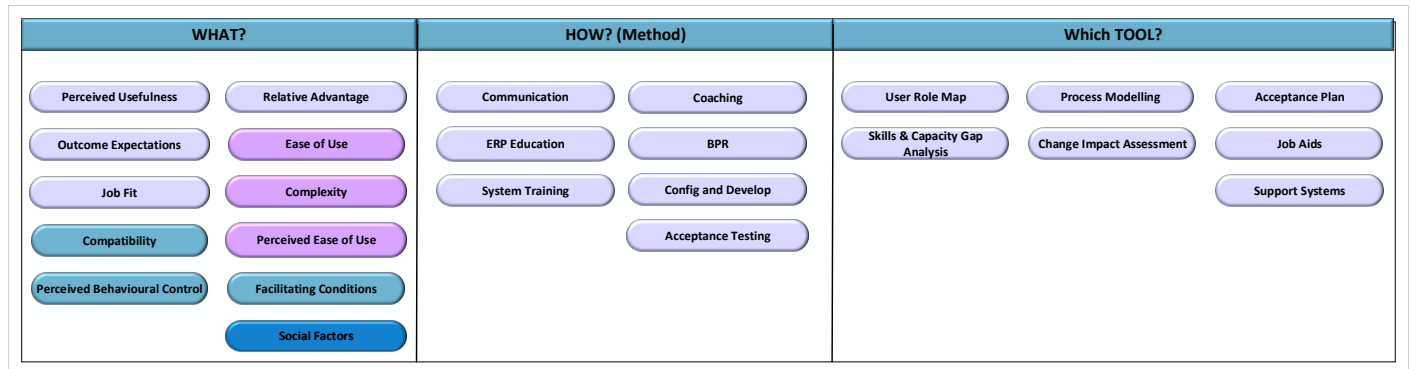 WHAT?
HOW? (Method)
Which TOOL?
Perceived Usefulness
Relative Advantage
Outcome Expectations
Ease of Use
Job Fit
Complexity
Compatibility
Perceived Ease of Use
Perceived Behavioural Control
Facilitating Conditions
Social Factors
Communication
Coaching
ERP Education
BPR
System Training
Config and Develop
Acceptance Testing
User Role Map
Process Modelling
Acceptance Plan
Skills & Capacity Gap
Analysis
Change Impact Assessment
Job Aids
Support Systems